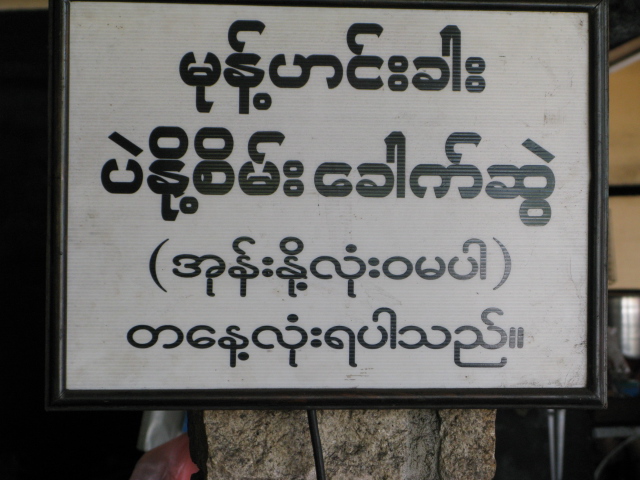 မုန့်ဟင်းခါး
ပဲနို့စိမ်း ခေါက်ဆွဲ
(အုန်းနို့လုံးဝမပါ)
တနေ့လုံးရပါသည်။